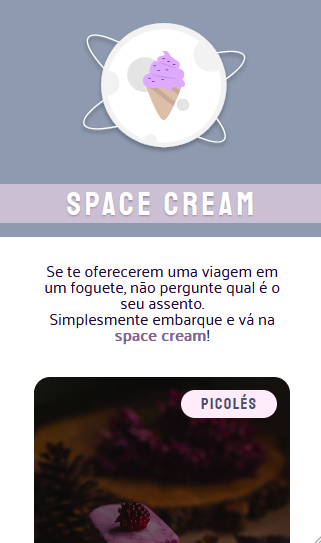 SPACE CREAM
Se te oferecerem uma viagem em
um foguete, não pergunte qual é o
seu assento.
Simplesmente embarque e vá na
space cream!
PICOLÉS